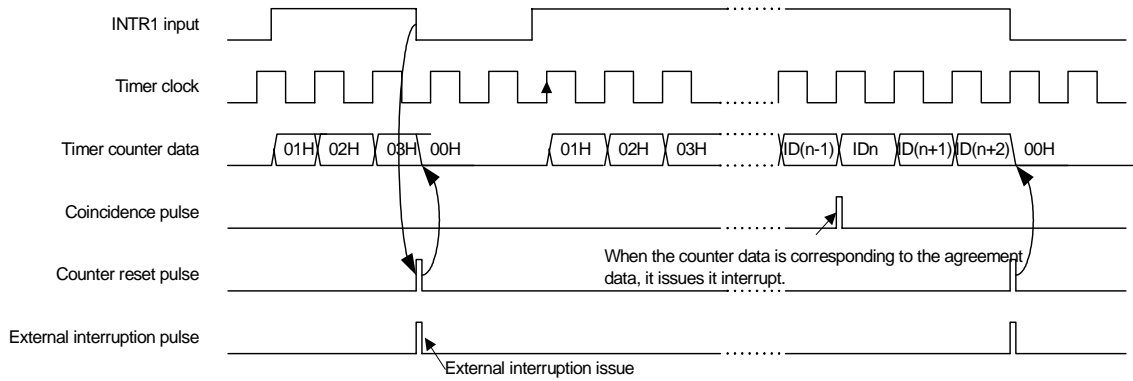 INTR1 input
Timer clock
Timer counter data
01H 02H 03H 00H 01H 02H 03H ID(n-1) IDn ID(n+1) ID(n+2) 00H
Coincidence pulse
When the counter data is corresponding to the agreement
data, it issues it interrupt.
Counter reset pulse
External interruption pulse
External interruption issue